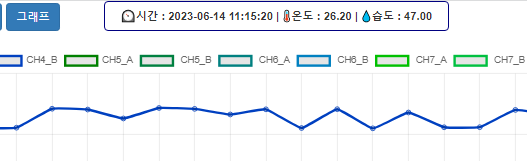 그래프
시간 : 2023-06-14 11:15:20 | 온도 : 26.20 | 습도 : 47.00
CH4_B CH5_A CH5_B CH6_A CH6_B CH7_A CH7_B